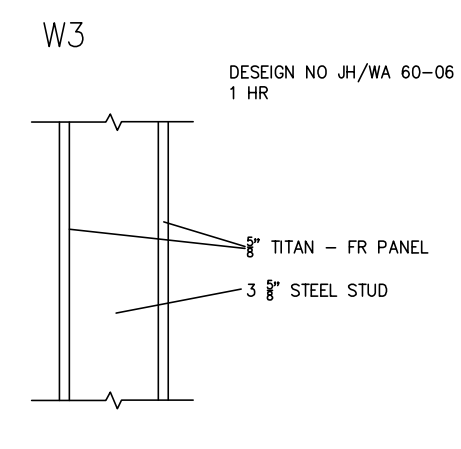 W3
DESEIGN NO JH/WA 60-06
1 HR
5/8" TITAN - FR PANEL
3 5/8" STEEL STUD